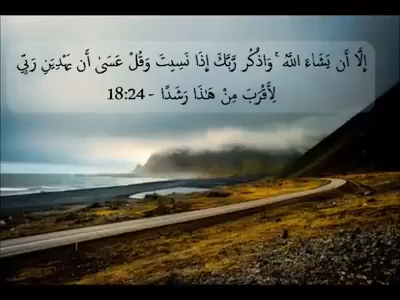 إِلَّا أَن يَشَاءَ اللَّهُ ۚ وَاذْكُر رَّبَّكَ إِذَا نَسِيتَ وَقُلْ عَسَىٰ أَن يَهْدِيَنِ رَبِّي
لِأَقْرَبَ مِنْ هَٰذَا رَشَدًا - 18:24